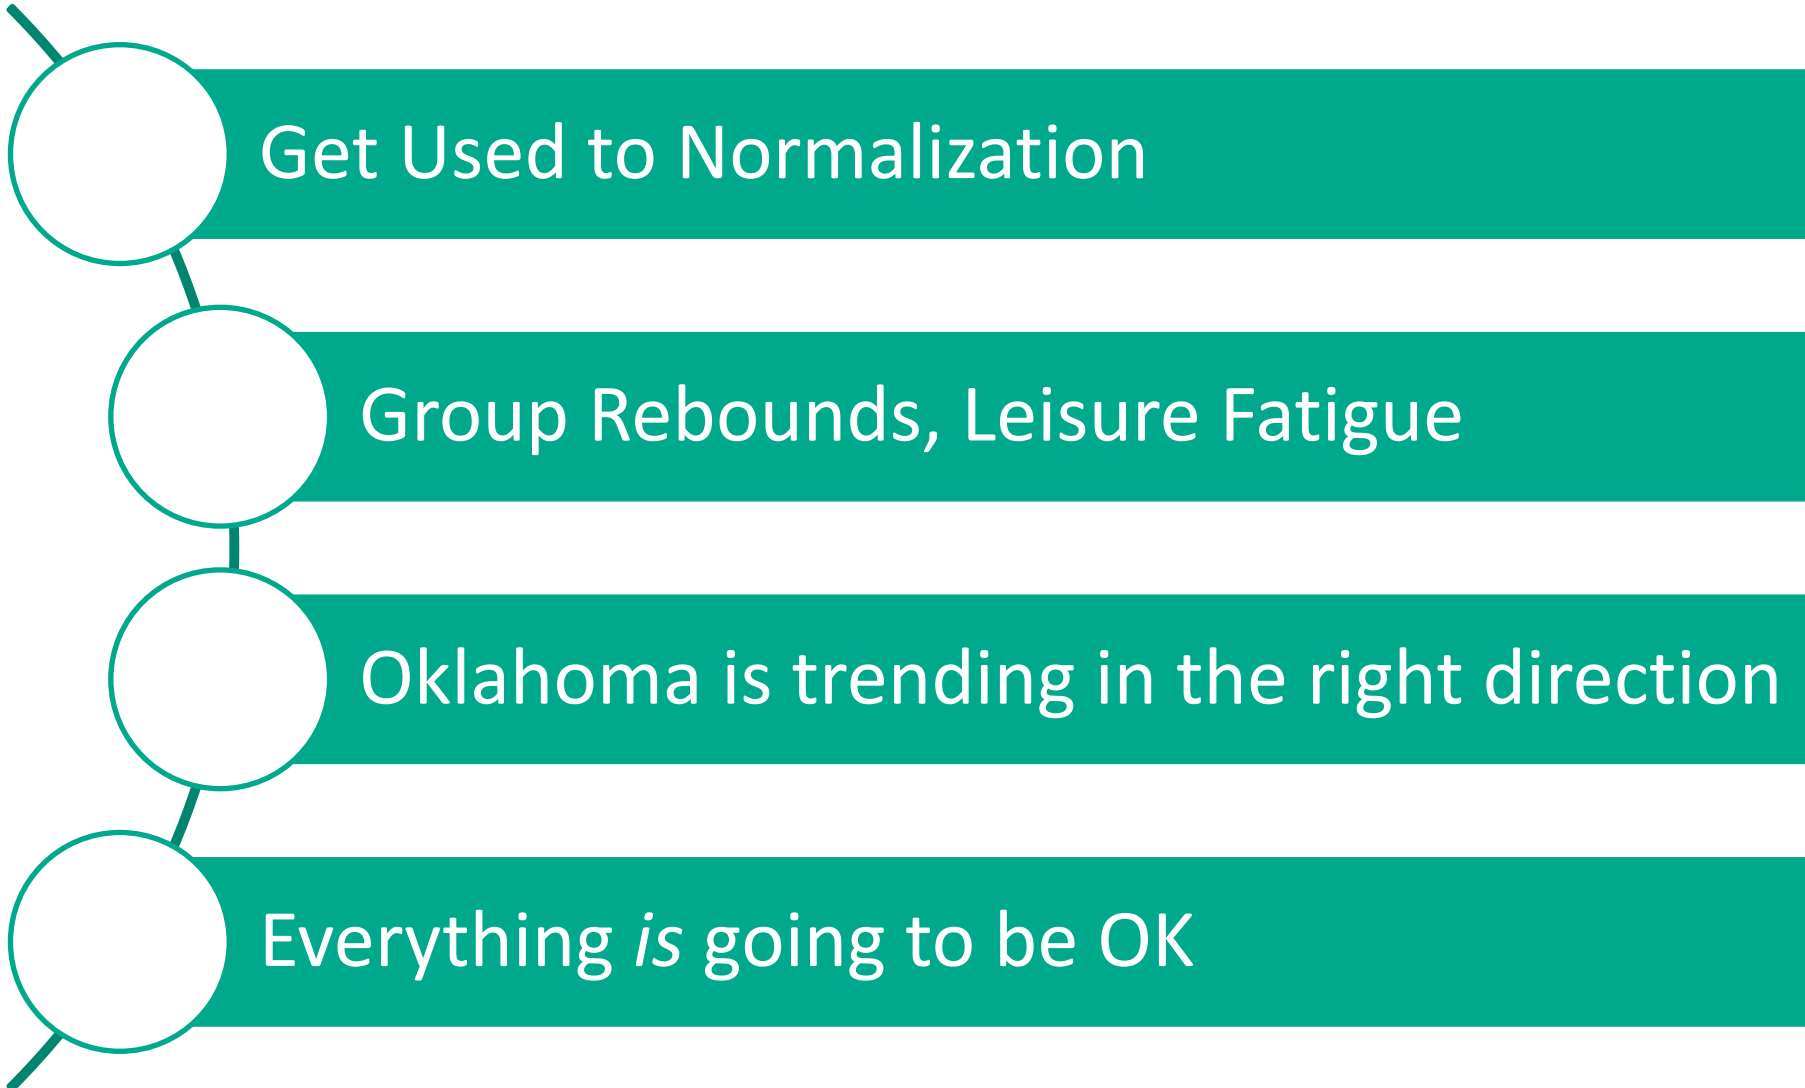 Get Used to Normalization
Group Rebounds, Leisure Fatigue
Oklahoma is trending in the right direction
Everything is going to be OK